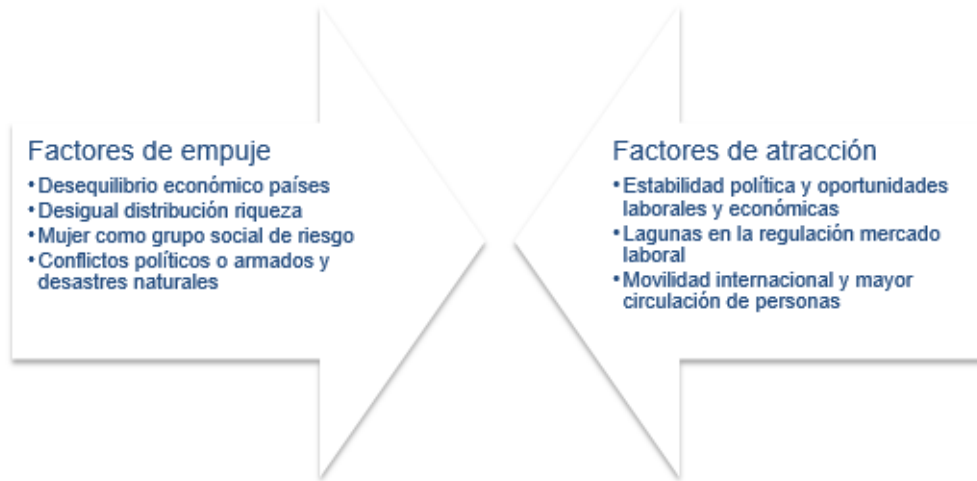 Factores de empuje
• Desequilibrio económico países
• Desigual distribución riqueza
• Mujer como grupo social de riesgo
• Conflictos políticos o armados y
desastres naturales
Factores de atracción
• Estabilidad política y oportunidades
laborales y económicas
• Lagunas en la regulación mercado
laboral
• Movilidad internacional y mayor
circulación de personas